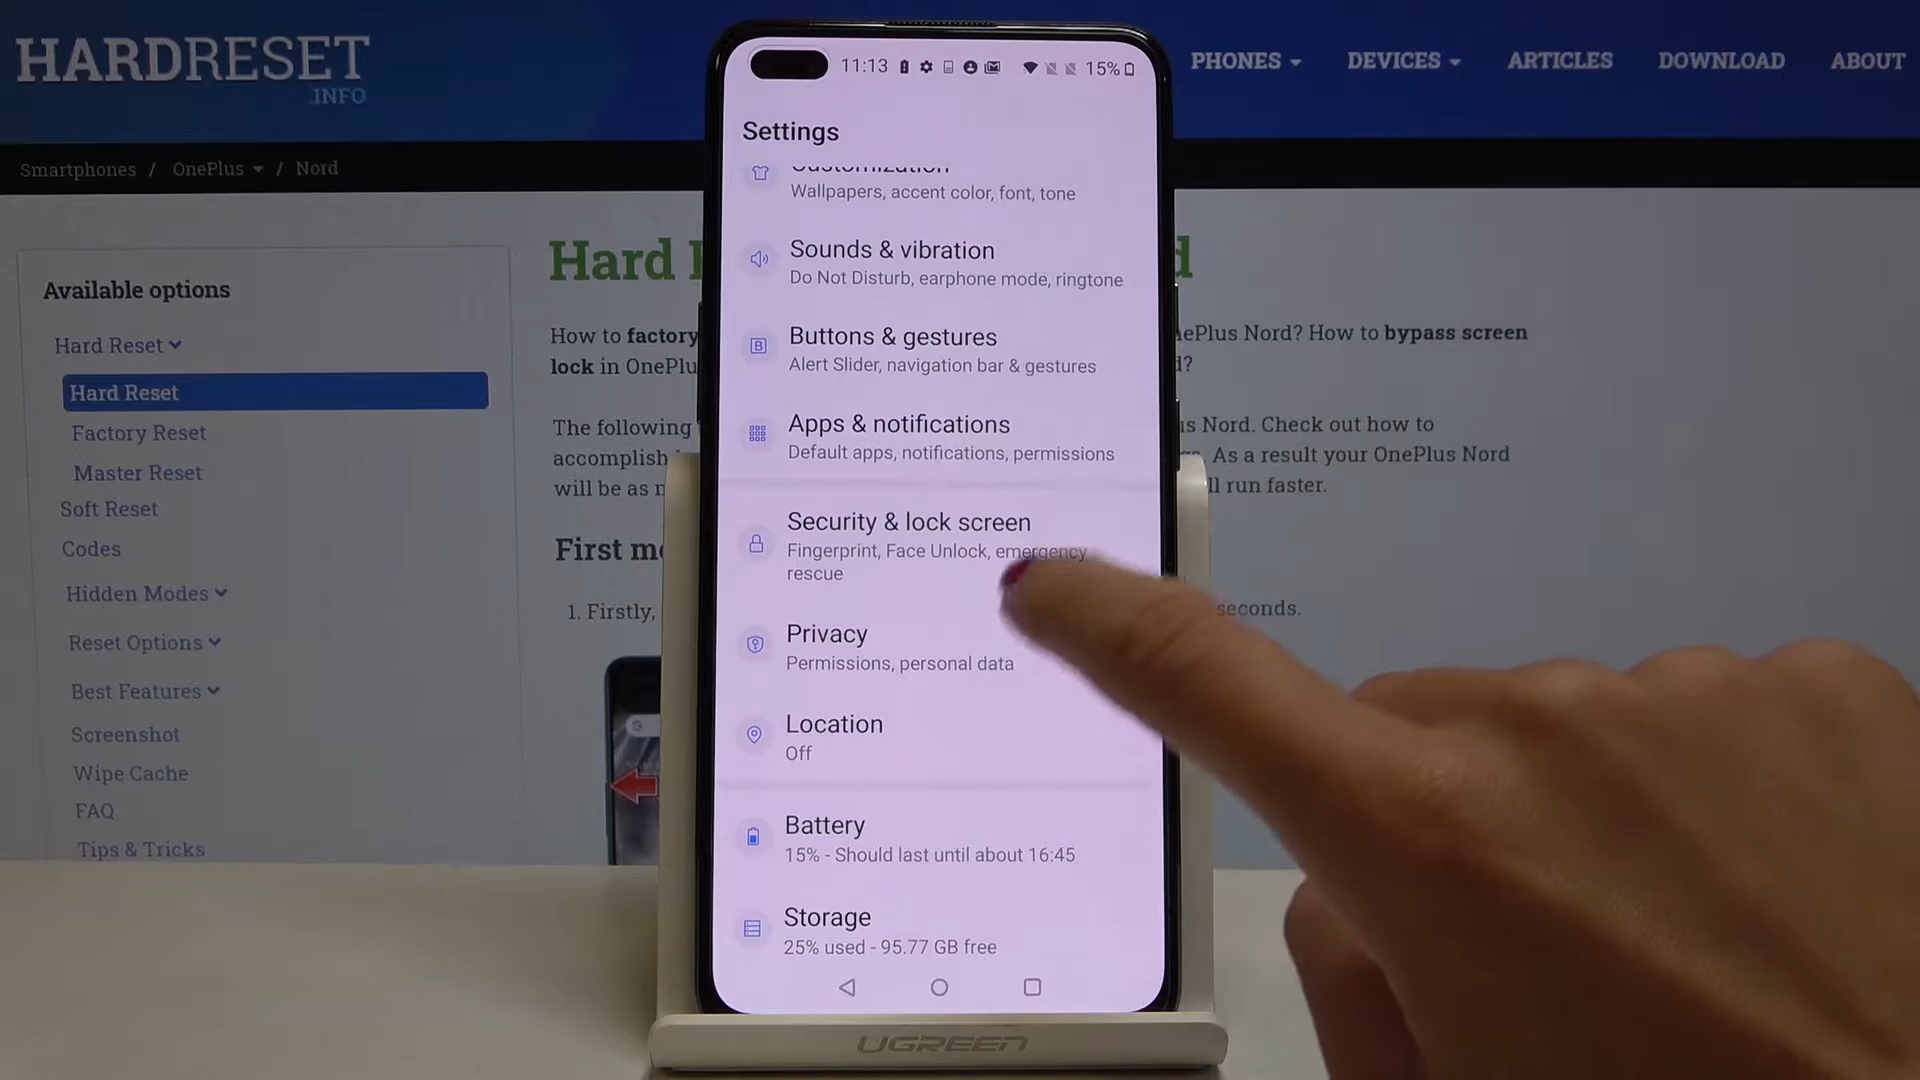 HARDRESET
.INFO
PHONES
DEVICES
ARTICLES
DOWNLOAD
ABOUT
Smartphones / OnePlus / Nord
Available options
Hard Reset
Hard Reset
Factory Reset
Master Reset
Soft Reset
Codes
Hidden Modes
Reset Options
Best Features
Screenshot
Wipe Cache
FAQ
Tips & Tricks
Hard
How to factory
ePlus Nord? How to bypass screen
lock in OnePlu
The following
us Nord. Check out how to
accomplish
As a result your OnePlus Nord
will be as
ll run faster.
First
1. Firstly,
seconds.
11:13
15%
Settings
Customization
Wallpapers, accent color, font, tone
Sounds & vibration
Do Not Disturb, earphone mode, ringtone
Buttons & gestures
Alert Slider, navigation bar & gestures
Apps & notifications
Default apps, notifications, permissions
Security & lock screen
Fingerprint, Face Unlock, emergency
rescue
Privacy
Permissions, personal data
Location
Off
Battery
15% - Should last until about 16:45
Storage
25% used - 95.77 GB free
UGREEN